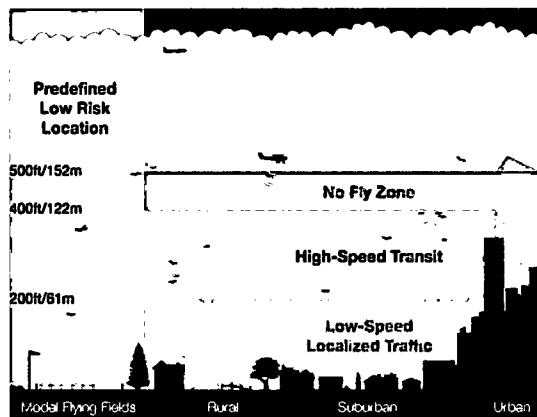 Predefined
Low Risk
Location
500ft/152m
No Fly Zone
400ft/122m
High-Speed Transit
200ft/61m
Low-Speed
Localized Traffic
Modal Flying Fields
Rural
Suburban
Urban